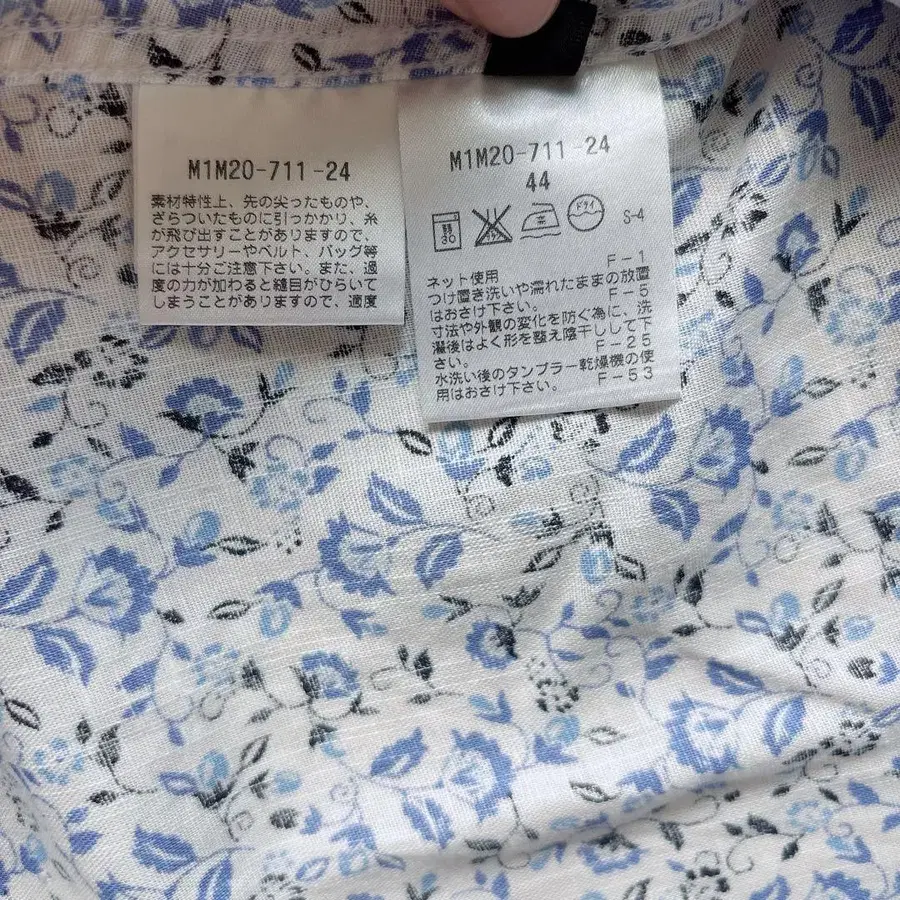 M1M20-711-24
素材特性上、先の尖ったものや、
ざらついたものに引っかかり、糸
が飛び出すことがありますので、
アクセサリーやベルト、バッグ等
には十分ご注意下さい。また、過
度の力が加わると縫目がひらいて
しまうことがありますので、過度
M1M20-711-24
44
弱
30
中
ドライ
S-4
F-1
ネット使用
つけ置き洗いや濡れたままの放置
はおさけ下さい。 F-5
寸法や外観の変化を防ぐ為に、洗
濯後はよく形を整え陰干しして下
さい。 F-25
水洗い後のタンブラー乾燥機の使
用はおさけ下さい。 F-53